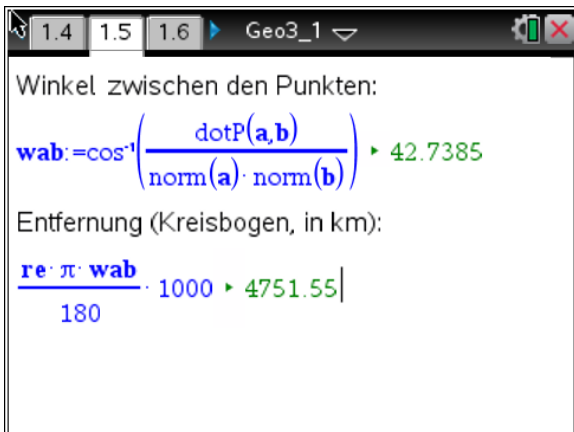 1.4 1.5 1.6 Geo3_1
Winkel zwischen den Punkten:
wab:=cos⁻¹(dotP(a,b)/(norm(a)·norm(b))) ▸ 42.7385
Entfernung (Kreisbogen, in km):
re·π·wab/180·1000 ▸ 4751.55